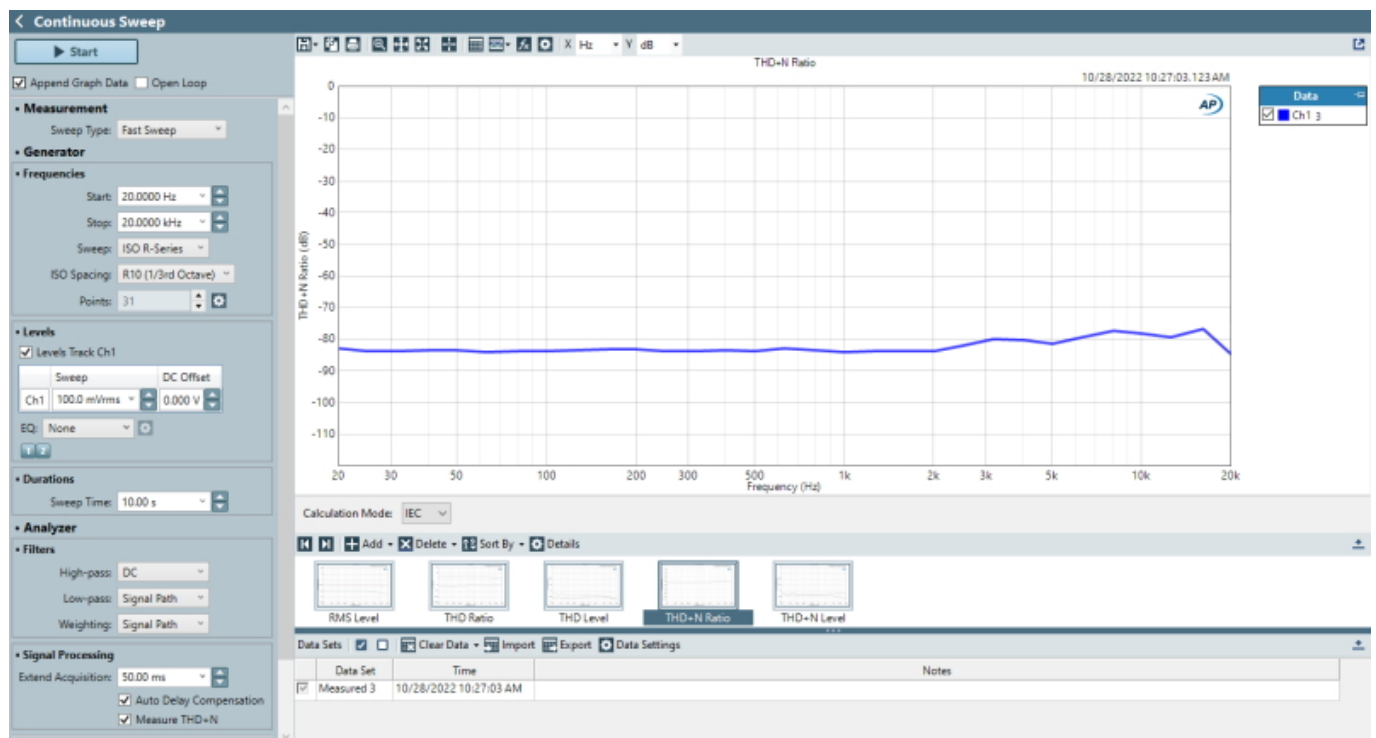 Continuous Sweep
Start
Append Graph Data Open Loop
Measurement
Sweep Type: Fast Sweep
Generator
Frequencies
Start: 20.0000 Hz
Stop: 20.0000 kHz
Sweep: ISO R-Series
ISO Spacing: R10 (1/3rd Octave)
Points: 31
Levels
Levels Track Ch1
Sweep DC Offset
Ch1 100.0 mVrms 0.000 V
EQ: None
1 2
Durations
Sweep Time: 10.00 s
Analyzer
Filters
High-pass: DC
Low-pass: Signal Path
Weighting: Signal Path
Signal Processing
Extend Acquisition: 50.00 ms
Auto Delay Compensation
Measure THD+N
X Hz Y dB
THD+N Ratio
10/28/2022 10:27:03.123 AM
AP
THD+N Ratio (dB)
0
-10
-20
-30
-40
-50
-60
-70
-80
-90
-100
-110
20 30 50 100 200 300 500 1k 2k 3k 5k 10k 20k
Frequency (Hz)
Data
Ch1 3
Calculation Mode: IEC
Add Delete Sort By Details
RMS Level THD Ratio THD Level THD+N Ratio THD+N Level
Data Sets Clear Data Import Export Data Settings
Data Set Time Notes
Measured 3 10/28/2022 10:27:03 AM